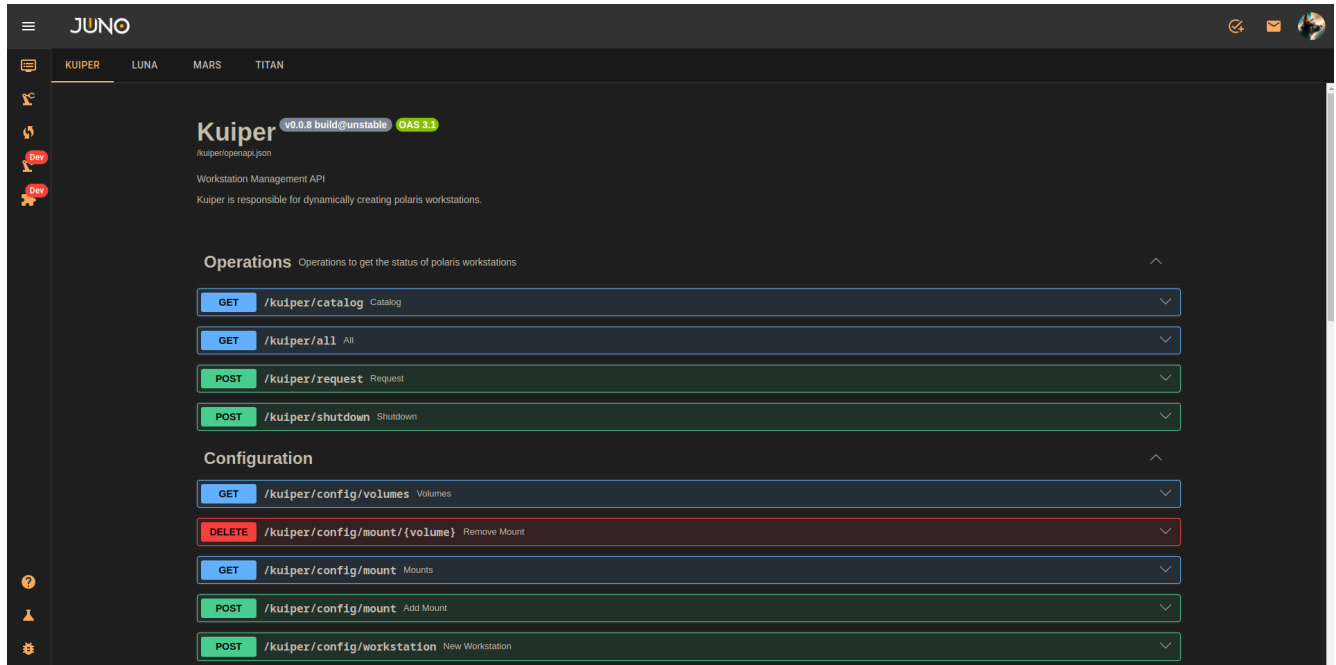 JUNO
KUIPER LUNA MARS TITAN
Dev
Dev
Kuiper v0.0.8 build@unstable OAS 3.1
/kuiper/openapi.json
Workstation Management API
Kuiper is responsible for dynamically creating polaris workstations.
Operations Operations to get the status of polaris workstations
GET /kuiper/catalog Catalog
GET /kuiper/all All
POST /kuiper/request Request
POST /kuiper/shutdown Shutdown
Configuration
GET /kuiper/config/volumes Volumes
DELETE /kuiper/config/mount/{volume} Remove Mount
GET /kuiper/config/mount Mounts
POST /kuiper/config/mount Add Mount
POST /kuiper/config/workstation New Workstation